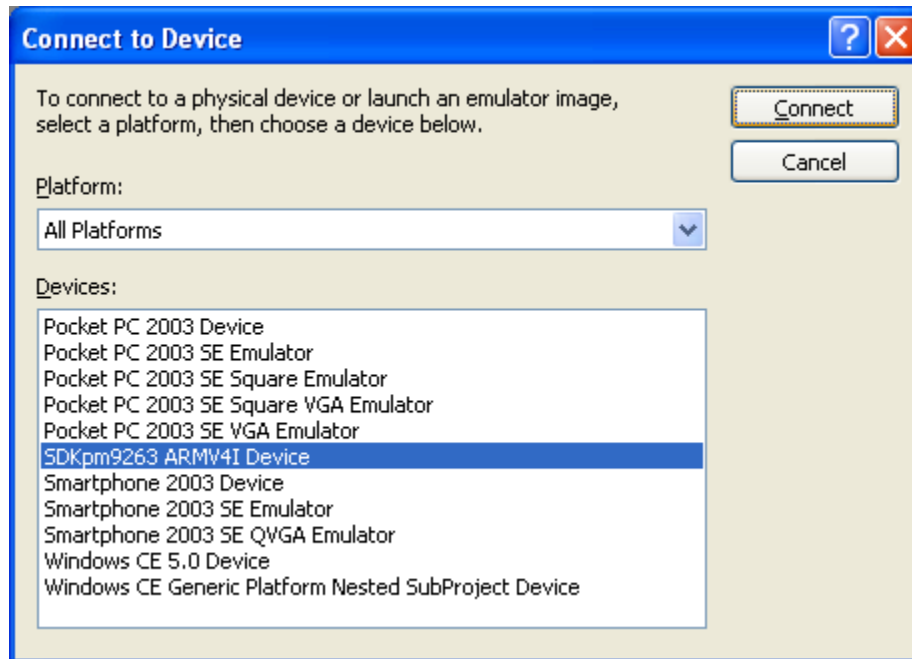 Connect to Device
To connect to a physical device or launch an emulator image,
select a platform, then choose a device below.
Connect
Cancel
Platform:
All Platforms
Devices:
Pocket PC 2003 Device
Pocket PC 2003 SE Emulator
Pocket PC 2003 SE Square Emulator
Pocket PC 2003 SE Square VGA Emulator
Pocket PC 2003 SE VGA Emulator
SDKpm9263 ARMV4I Device
Smartphone 2003 Device
Smartphone 2003 SE Emulator
Smartphone 2003 SE QVGA Emulator
Windows CE 5.0 Device
Windows CE Generic Platform Nested SubProject Device